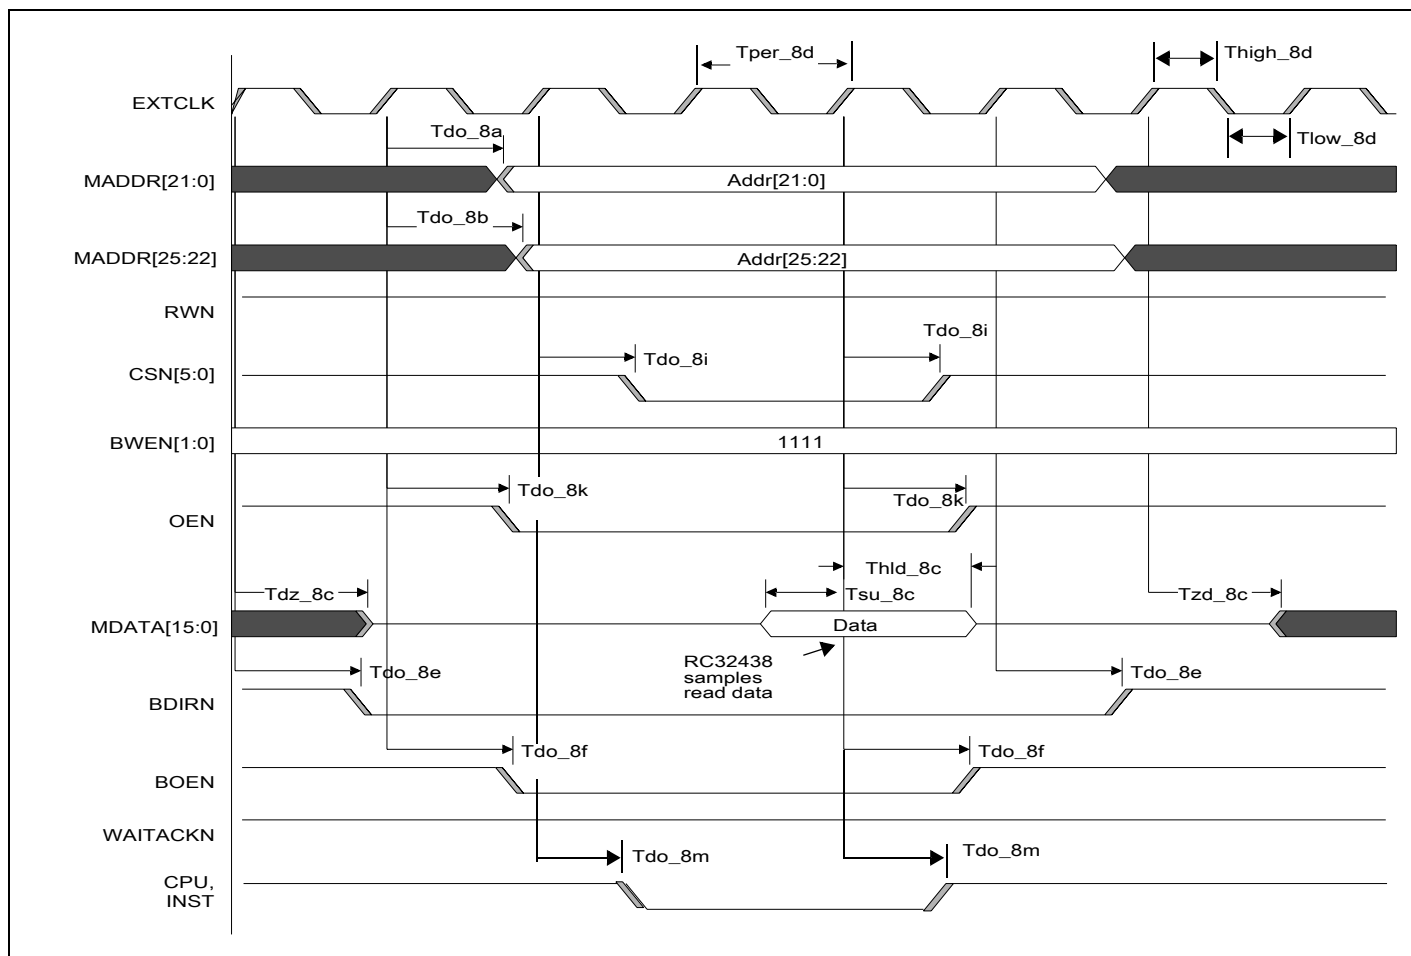 Tper_8d
Thigh_8d
EXTCLK
Tdo_8a
Tlow_8d
MADDR[21:0]
Addr[21:0]
Tdo_8b
MADDR[25:22]
Addr[25:22]
RWN
Tdo_8i
Tdo_8i
CSN[5:0]
BWEN[1:0]
1111
Tdo_8k
Tdo_8k
OEN
Thld_8c
Tdz_8c
Tsu_8c
Tzd_8c
MDATA[15:0]
Data
RC32438
samples
read data
Tdo_8e
Tdo_8e
BDIRN
Tdo_8f
Tdo_8f
BOEN
WAITACKN
Tdo_8m
Tdo_8m
CPU,
INST